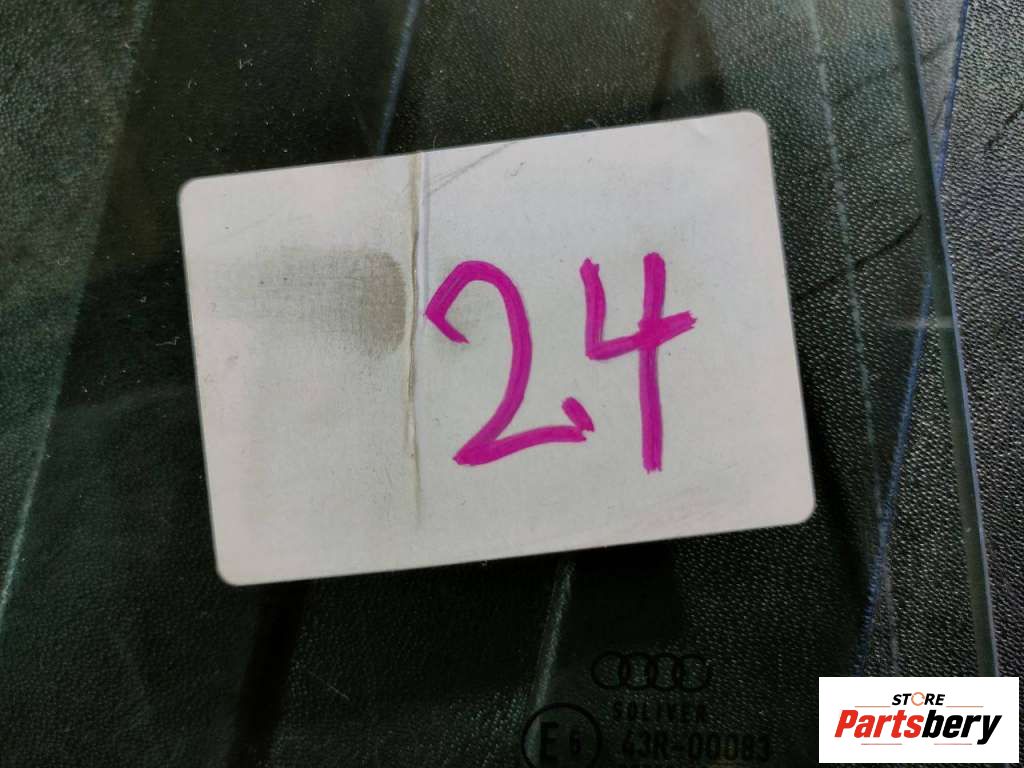 24
SOLIVER
E6 43R-00083
STORE
Partsbery